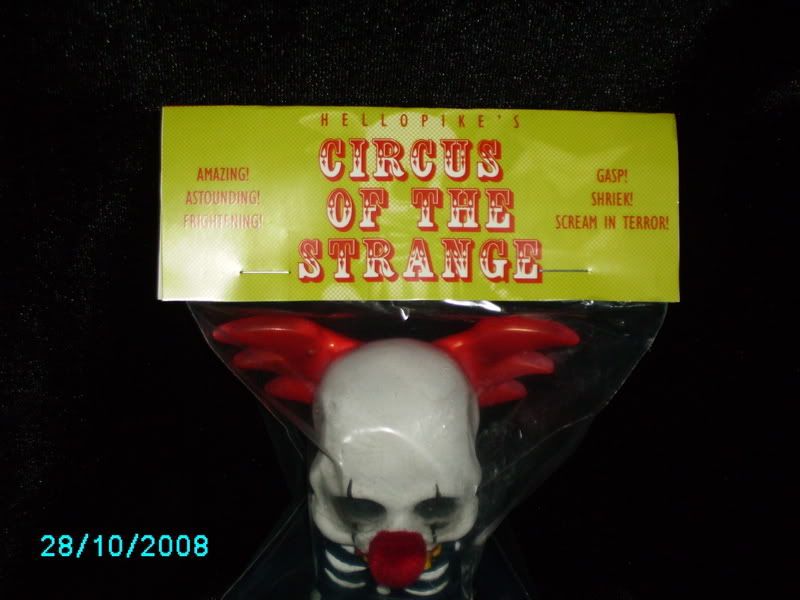 HELLOPIKE'S
CIRCUS
OF THE
STRANGE
AMAZING!
ASTOUNDING!
FRIGHTENING!
GASP!
SHRIEK!
SCREAM IN TERROR!
28/10/2008